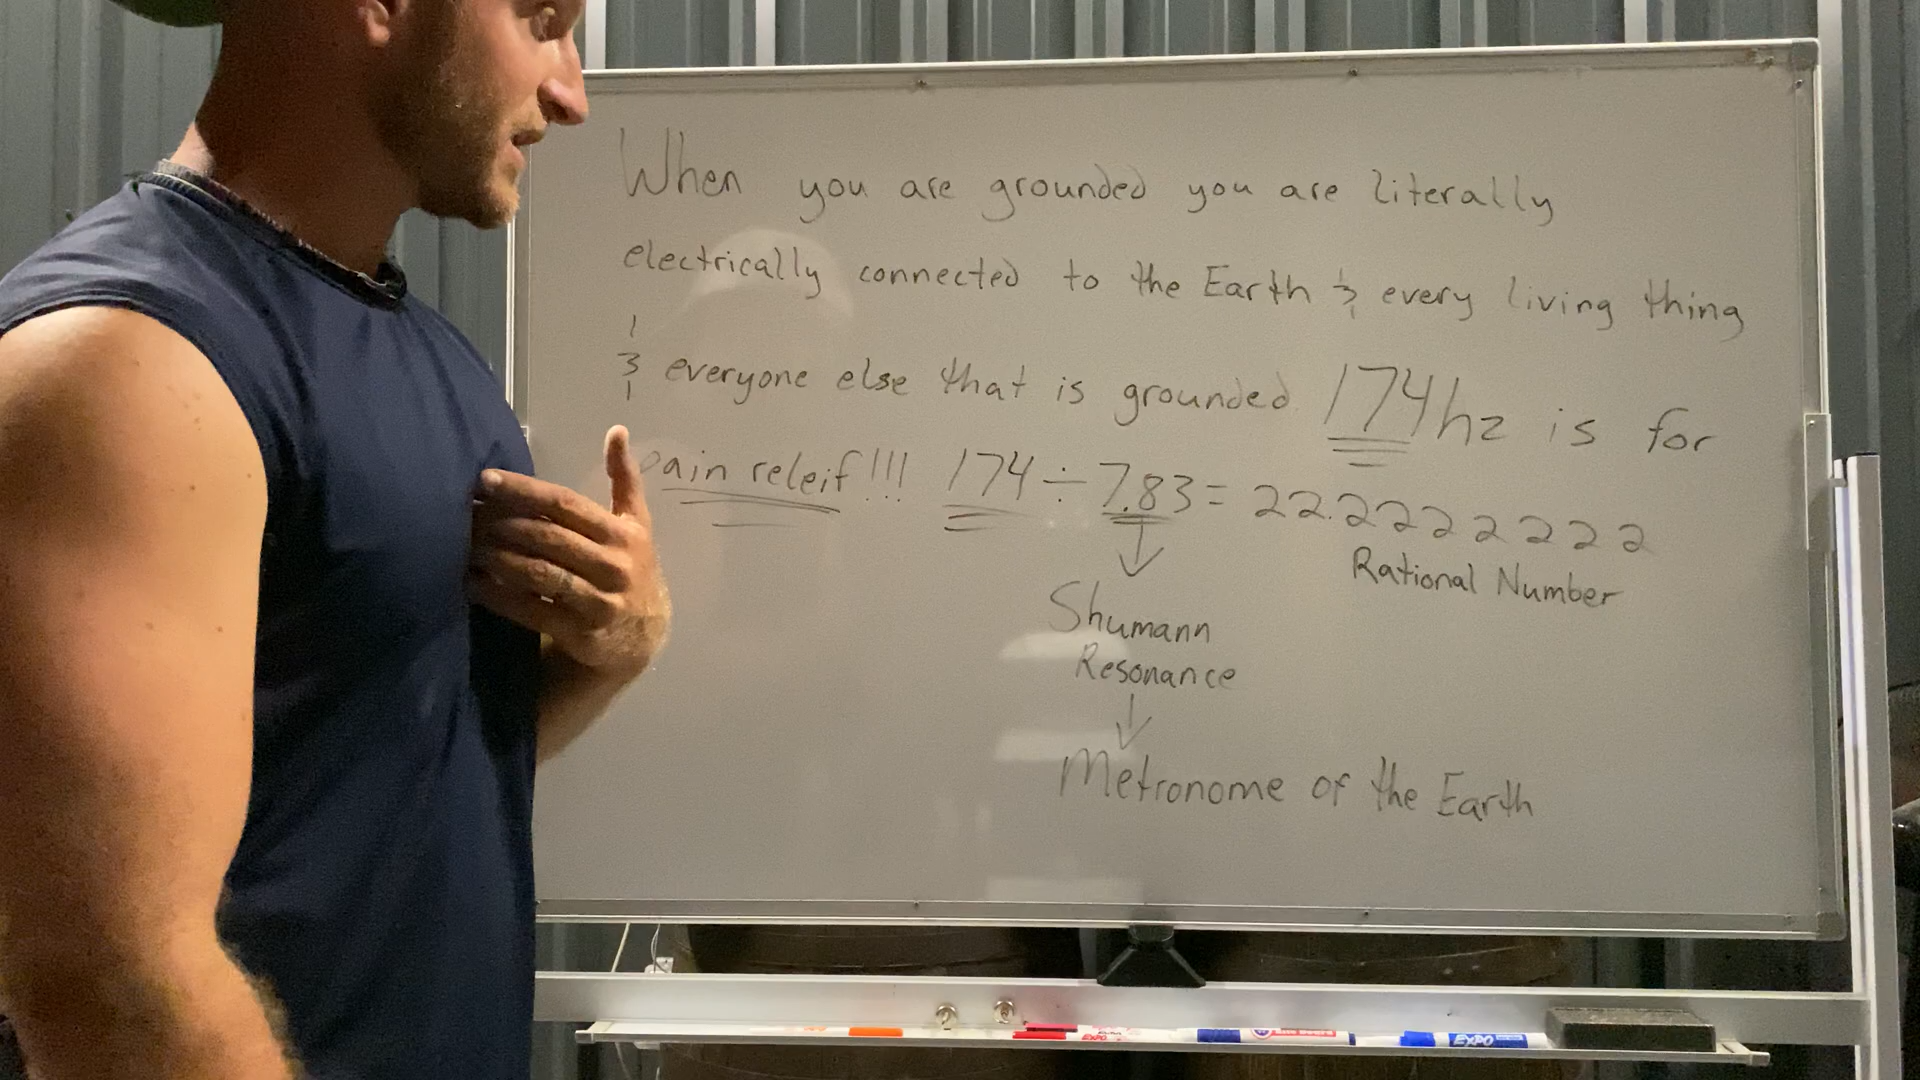 When you are grounded you are literally
electrically connected to the Earth & every living thing
& everyone else that is grounded 174hz is for
pain releif!!! 174 ÷ 7.83 = 22.2222222
Rational Number
Shumann
Resonance
Metronome of the Earth
EXPO
EXPO